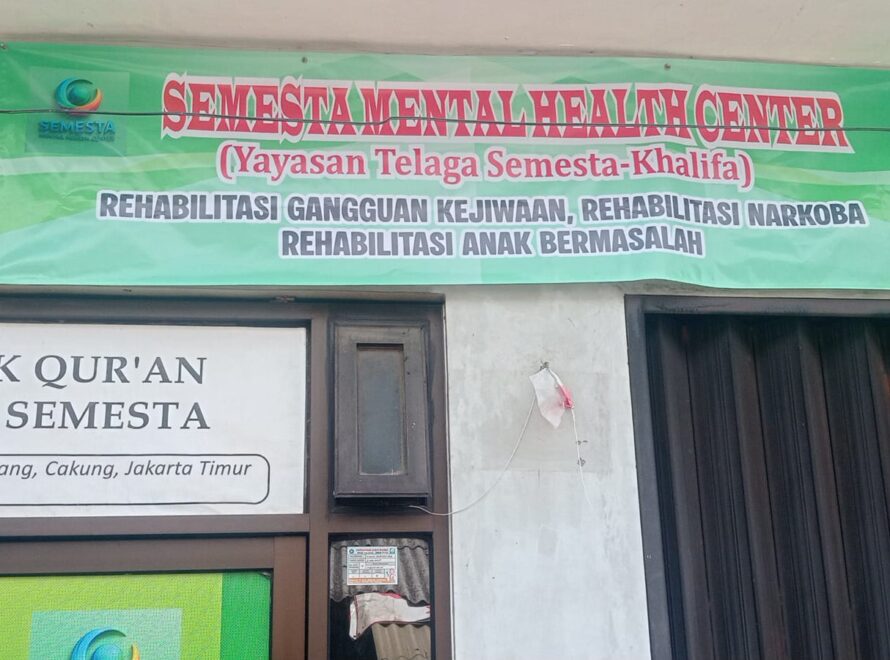 SEMESTA MENTAL HEALTH CENTER
SEMESTA
(Yayasan Telaga Semesta-Khalifa)
REHABILITASI GANGGUAN KEJIWAAN, REHABILITASI NARKOBA
REHABILITASI ANAK BERMASALAH
K QUR'AN
SEMESTA
ang, Cakung, Jakarta Timur